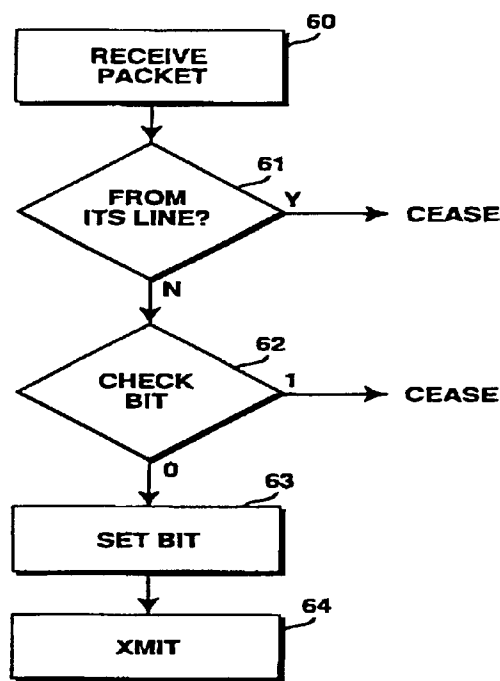 60
RECEIVE
PACKET
61
FROM
ITS LINE?
Y
CEASE
N
62
CHECK
BIT
1
CEASE
0
63
SET BIT
64
XMIT